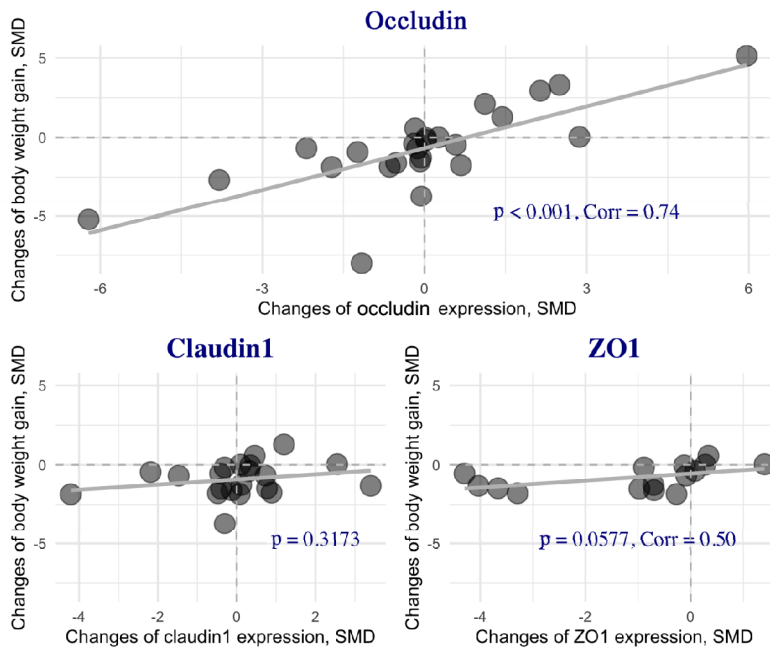 Occludin
Changes of body weight gain, SMD
5
0
-5
p < 0.001, Corr = 0.74
-6
-3
0
3
6
Changes of occludin expression, SMD
Claudin1
Changes of body weight gain, SMD
5
0
-5
p = 0.3173
-4
-2
0
2
Changes of claudin1 expression, SMD
ZO1
Changes of body weight gain, SMD
5
0
-5
p = 0.0577, Corr = 0.50
-4
-2
0
Changes of ZO1 expression, SMD